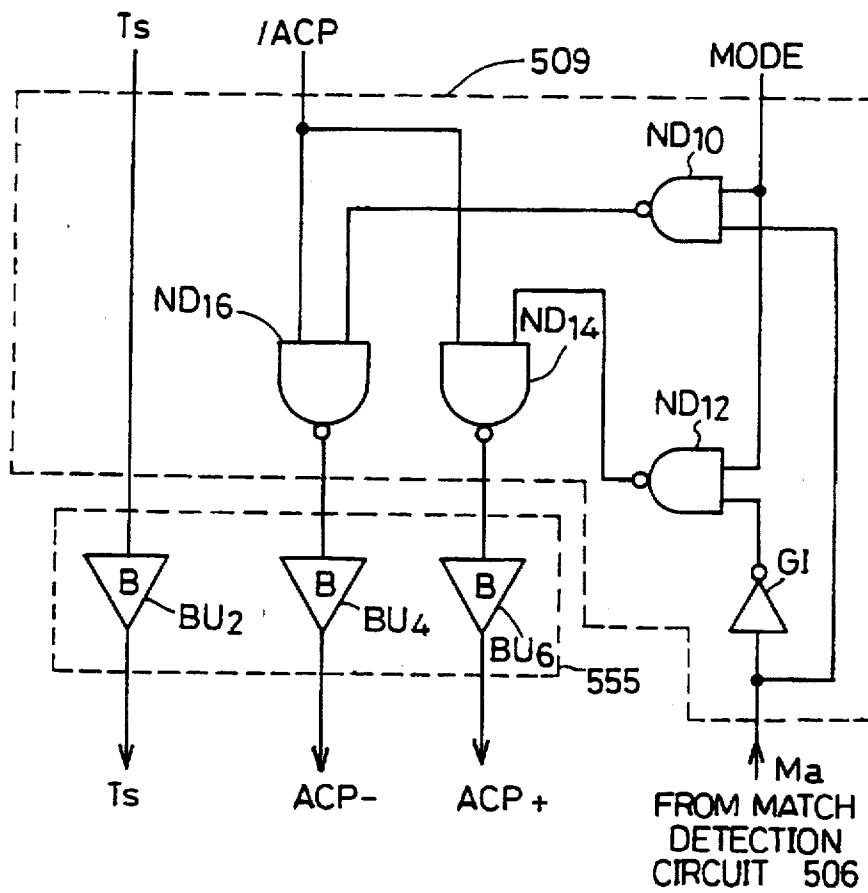 Ts
/ACP
509
MODE
ND10
ND16
ND14
ND12
GI
B
BU2
B
BU4
B
BU6
555
Ts
ACP-
ACP+
Ma
FROM MATCH
DETECTION
CIRCUIT 506